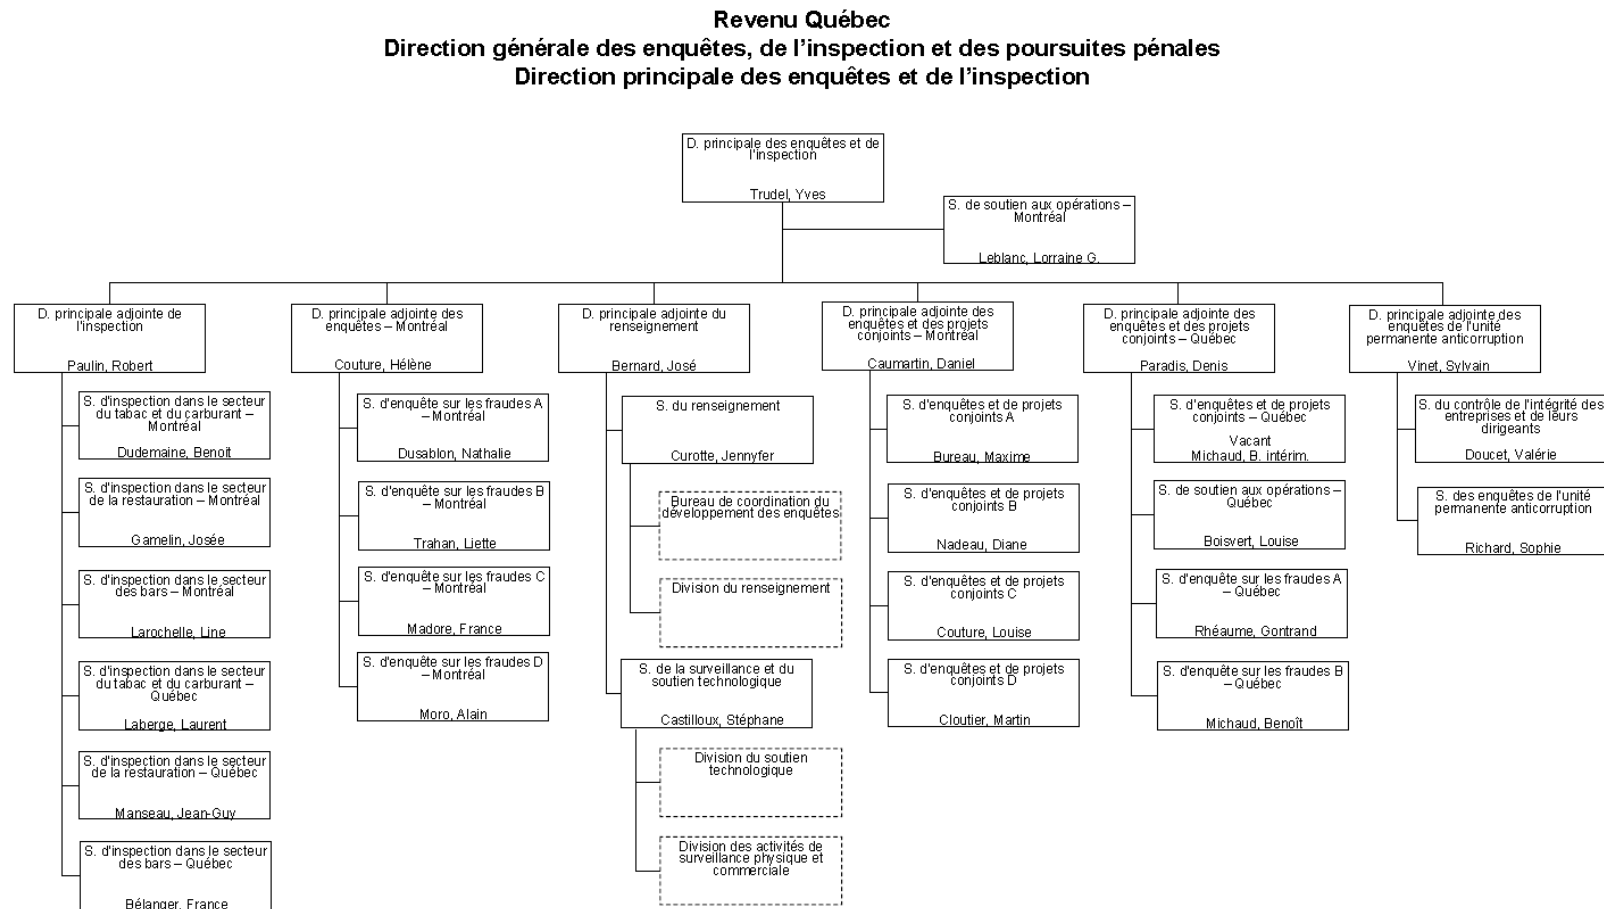 Revenu Québec
Direction générale des enquêtes, de l'inspection et des poursuites pénales
Direction principale des enquêtes et de l'inspection
D. principale des enquêtes et de
l'inspection
Trudel, Yves
S. de soutien aux opérations –
Montréal
Leblanc, Lorraine G.
D. principale adjointe de
l'inspection
Paulin, Robert
S. d'inspection dans le secteur
du tabac et du carburant –
Montréal
Dudemaine, Benoit
S. d'inspection dans le secteur
de la restauration – Montréal
Gamelin, Josée
S. d'inspection dans le secteur
des bars – Montréal
Larochelle, Line
S. d'inspection dans le secteur
du tabac et du carburant –
Québec
Laberge, Laurent
S. d'inspection dans le secteur
de la restauration – Québec
Manseau, Jean-Guy
S. d'inspection dans le secteur
des bars – Québec
Bélanger, France
D. principale adjointe des
enquêtes – Montréal
Couture, Hélène
S. d'enquête sur les fraudes A
– Montréal
Dusablon, Nathalie
S. d'enquête sur les fraudes B
– Montréal
Trahan, Liette
S. d'enquête sur les fraudes C
– Montréal
Madore, France
S. d'enquête sur les fraudes D
– Montréal
Moro, Alain
D. principale adjointe du
renseignement
Bernard, José
S. du renseignement
Curotte, Jennyfer
Bureau de coordination du
développement des enquêtes
Division du renseignement
S. de la surveillance et du
soutien technologique
Castilloux, Stéphane
Division du soutien
technologique
Division des activités de
surveillance physique et
commerciale
D. principale adjointe des
enquêtes et des projets
conjoints – Montréal
Caumartin, Daniel
S. d'enquêtes et de projets
conjoints A
Bureau, Maxime
S. d'enquêtes et de projets
conjoints B
Nadeau, Diane
S. d'enquêtes et de projets
conjoints C
Couture, Louise
S. d'enquêtes et de projets
conjoints D
Cloutier, Martin
D. principale adjointe des
enquêtes et des projets
conjoints – Québec
Paradis, Denis
S. d'enquêtes et de projets
conjoints – Québec
Vacant
Michaud, B. intérim.
S. de soutien aux opérations –
Québec
Boisvert, Louise
S. d'enquête sur les fraudes A
– Québec
Rhéaume, Gontrand
S. d'enquête sur les fraudes B
– Québec
Michaud, Benoît
D. principale adjointe des
enquêtes de l'unité
permanente anticorruption
Vinet, Sylvain
S. du contrôle de l'intégrité des
entreprises et de leurs
dirigeants
Doucet, Valérie
S. des enquêtes de l'unité
permanente anticorruption
Richard, Sophie